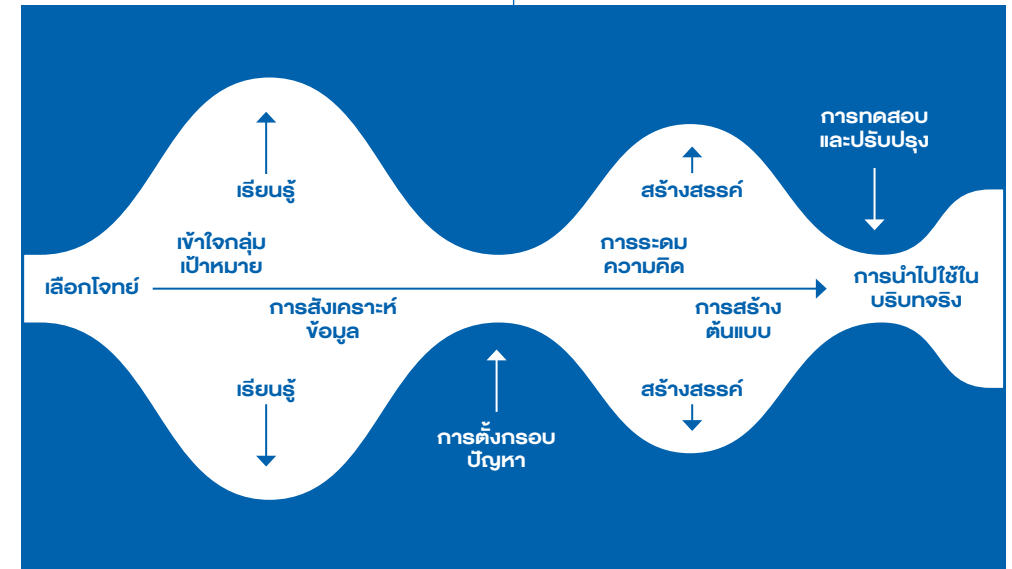 การทดสอบ
และปรับปรุง
เรียนรู้
สร้างสรรค์
เข้าใจกลุ่ม
เป้าหมาย
การระดม
ความคิด
เลือกโจทย์
การนำไปใช้ใน
บริบทจริง
การสังเคราะห์
ข้อมูล
การสร้าง
ต้นแบบ
เรียนรู้
สร้างสรรค์
การตั้งกรอบ
ปัญหา